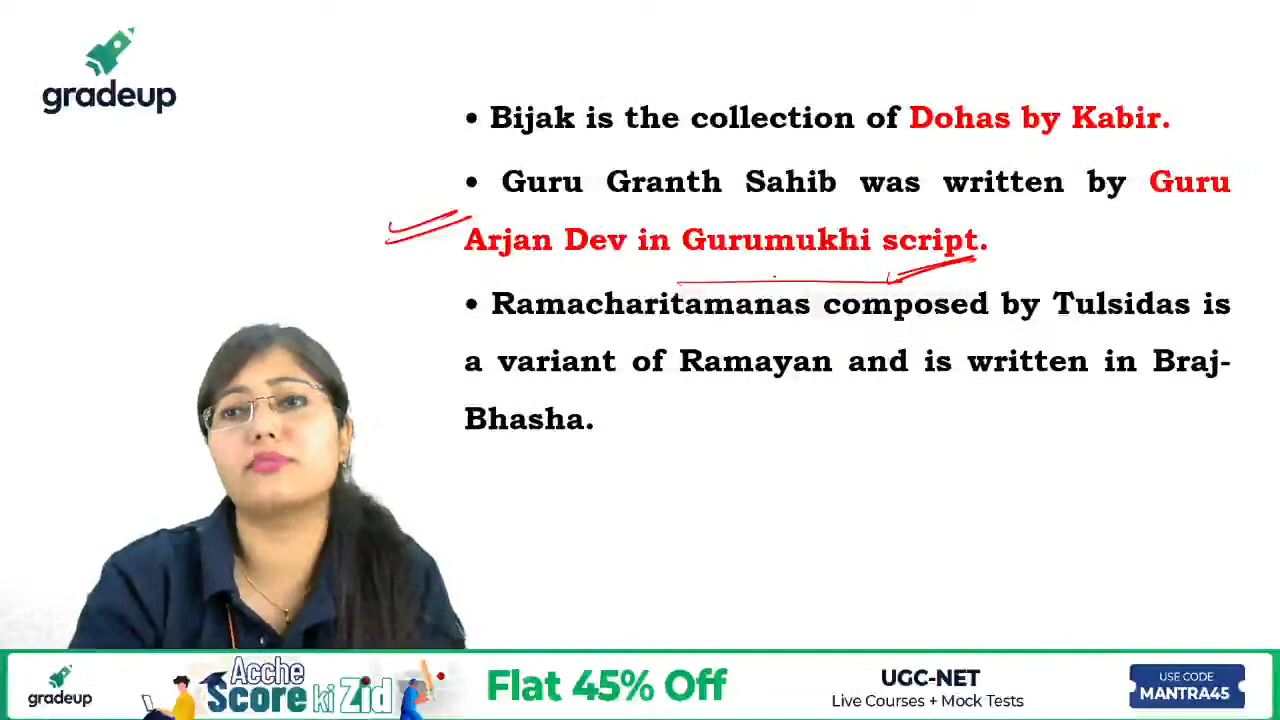 gradeup
• Bijak is the collection of Dohas by Kabir.
• Guru Granth Sahib was written by Guru
Arjan Dev in Gurumukhi script.
• Ramacharitamanas composed by Tulsidas is
a variant of Ramayan and is written in Braj-
Bhasha.
gradeup
Acche
Score ki Zid
Flat 45% Off
UGC-NET
Live Courses + Mock Tests
USE CODE
MANTRA45